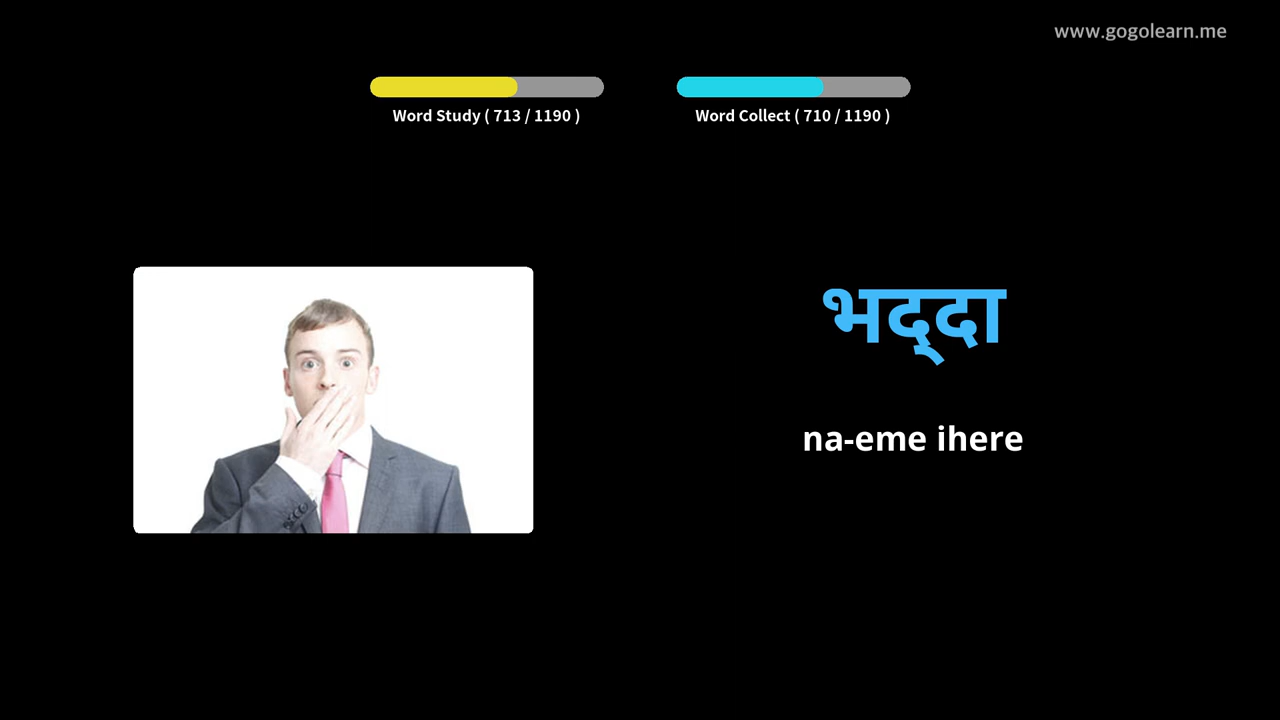 www.gogolearn.me
Word Study ( 713 / 1190 )
Word Collect ( 710 / 1190 )
भद्‌दा
na-eme ihere